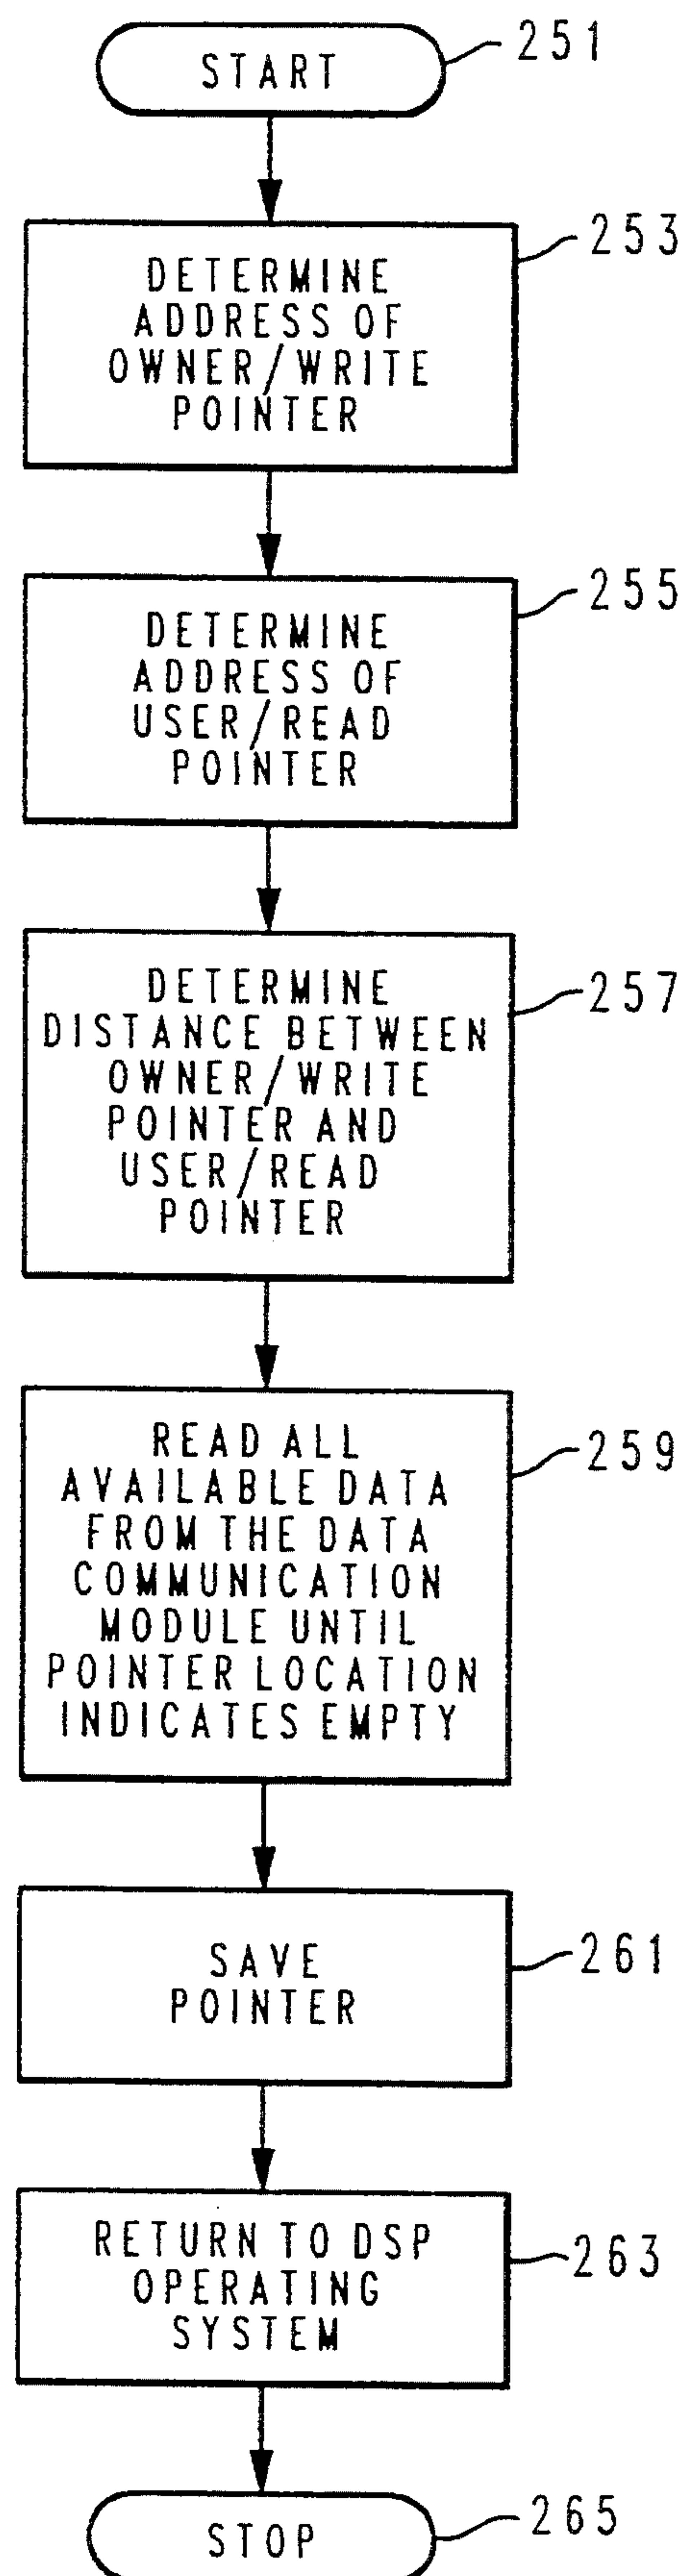 START
251
253
DETERMINE
ADDRESS OF
OWNER/WRITE
POINTER
255
DETERMINE
ADDRESS OF
USER/READ
POINTER
257
DETERMINE
DISTANCE BETWEEN
OWNER/WRITE
POINTER AND
USER/READ
POINTER
259
READ ALL
AVAILABLE DATA
FROM THE DATA
COMMUNICATION
MODULE UNTIL
POINTER LOCATION
INDICATES EMPTY
261
SAVE
POINTER
263
RETURN TO DSP
OPERATING
SYSTEM
265
STOP